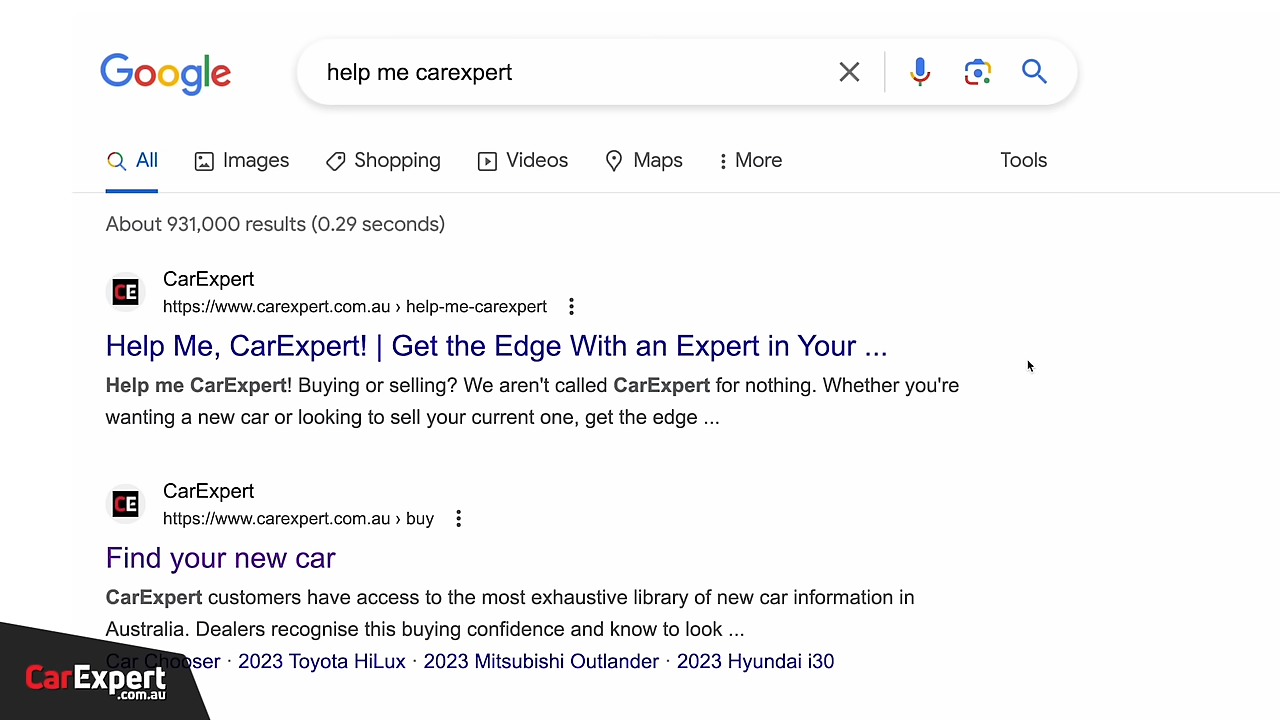 Google
help me carexpert
All Images Shopping Videos Maps More Tools
About 931,000 results (0.29 seconds)
CE
CarExpert
https://www.carexpert.com.au › help-me-carexpert
Help Me, CarExpert! | Get the Edge With an Expert in Your ...
Help me CarExpert! Buying or selling? We aren't called CarExpert for nothing. Whether you're
wanting a new car or looking to sell your current one, get the edge ...
CE
CarExpert
https://www.carexpert.com.au › buy
Find your new car
CarExpert customers have access to the most exhaustive library of new car information in
Australia. Dealers recognise this buying confidence and know to look ...
Car Chooser · 2023 Toyota HiLux · 2023 Mitsubishi Outlander · 2023 Hyundai i30
CarExpert
.com.au